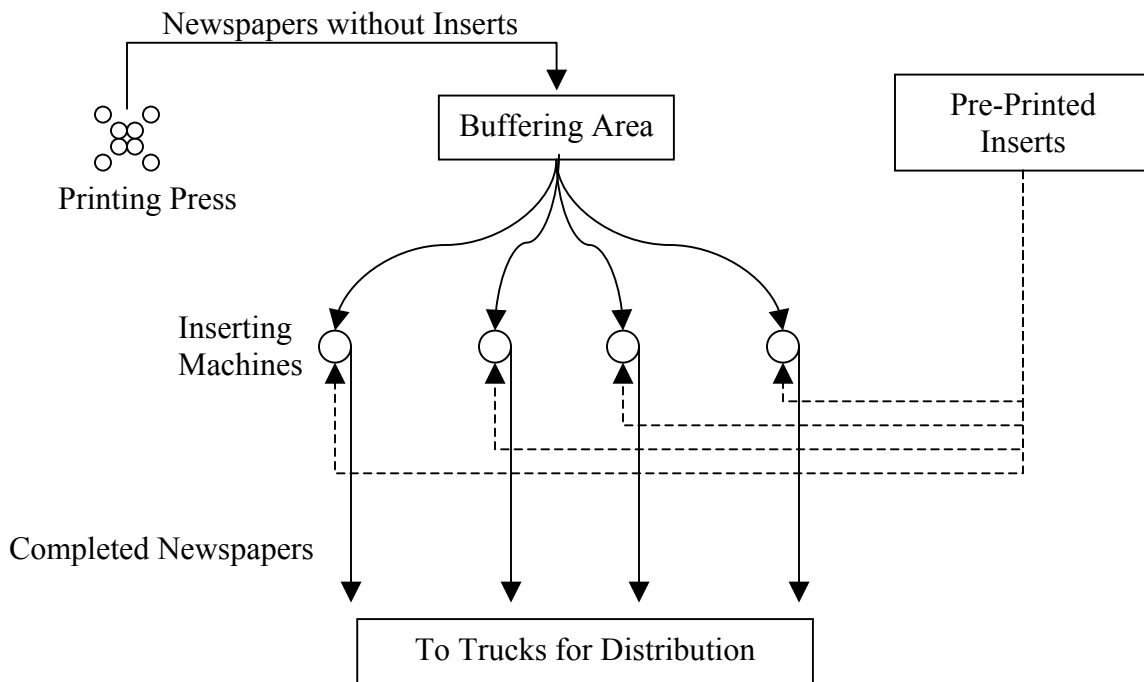 Newspapers without Inserts
Buffering Area
Pre-Printed
Inserts
Printing Press
Inserting
Machines
Completed Newspapers
To Trucks for Distribution